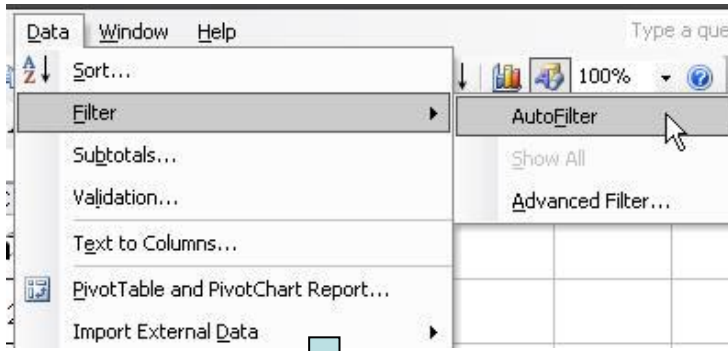 Data Window Help Type a que
Sort... 100%
Filter AutoFilter
Subtotals... Show All
Validation... Advanced Filter...
Text to Columns...
PivotTable and PivotChart Report...
Import External Data